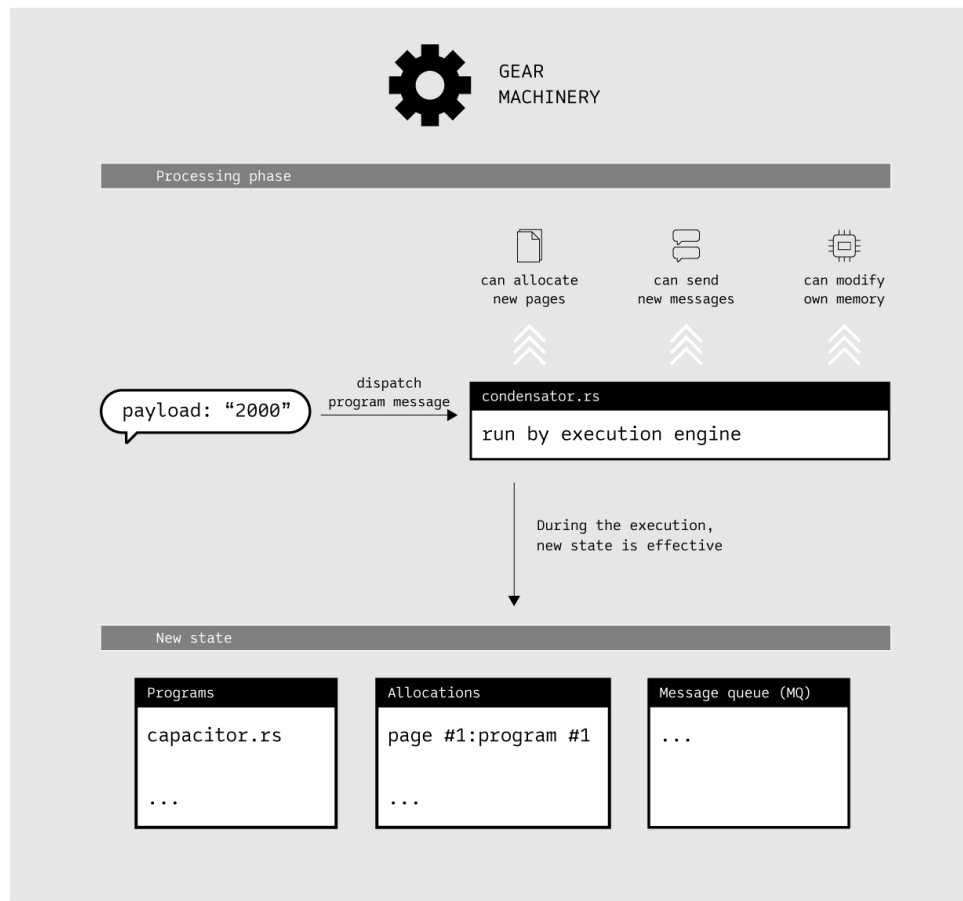 GEAR
MACHINERY
Processing phase
can allocate
new pages
can send
new messages
can modify
own memory
payload: “2000”
dispatch
program message
condensator.rs
run by execution engine
During the execution,
new state is effective
New state
Programs
capacitor.rs
...
Allocations
page #1:program #1
...
Message queue (MQ)
...